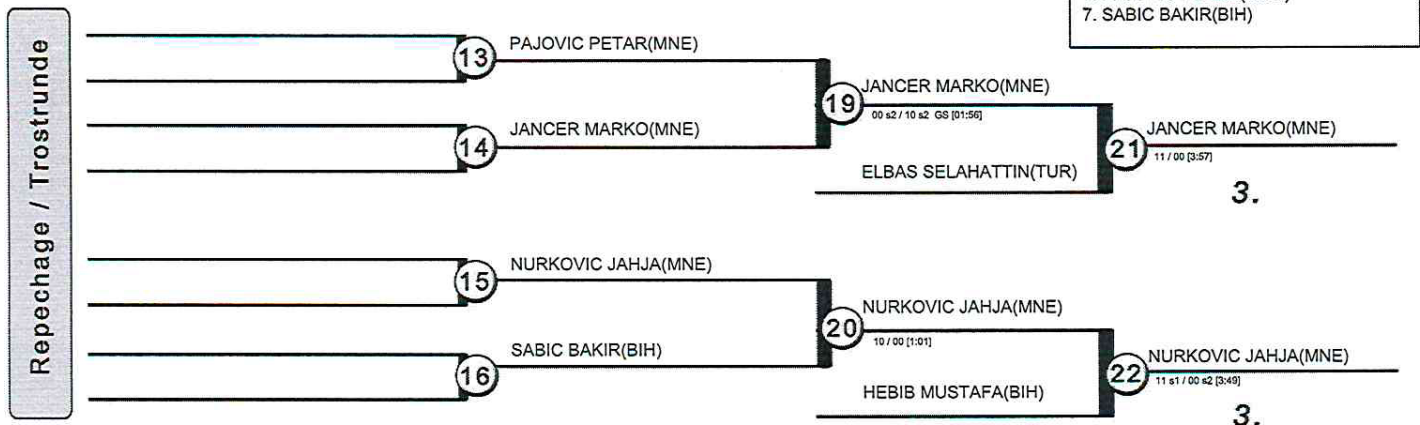 7. SABIC BAKIR(BIH)
Repechage / Trostrunde
13
PAJOVIC PETAR(MNE)
14
JANCER MARKO(MNE)
19
JANCER MARKO(MNE)
00 s2 / 10 s2 GS [01:56]
ELBAS SELAHATTIN(TUR)
21
JANCER MARKO(MNE)
11 / 00 [3:57]
3.
15
NURKOVIC JAHJA(MNE)
16
SABIC BAKIR(BIH)
20
NURKOVIC JAHJA(MNE)
10 / 00 [1:01]
HEBIB MUSTAFA(BIH)
22
NURKOVIC JAHJA(MNE)
11 s1 / 00 s2 [3:49]
3.